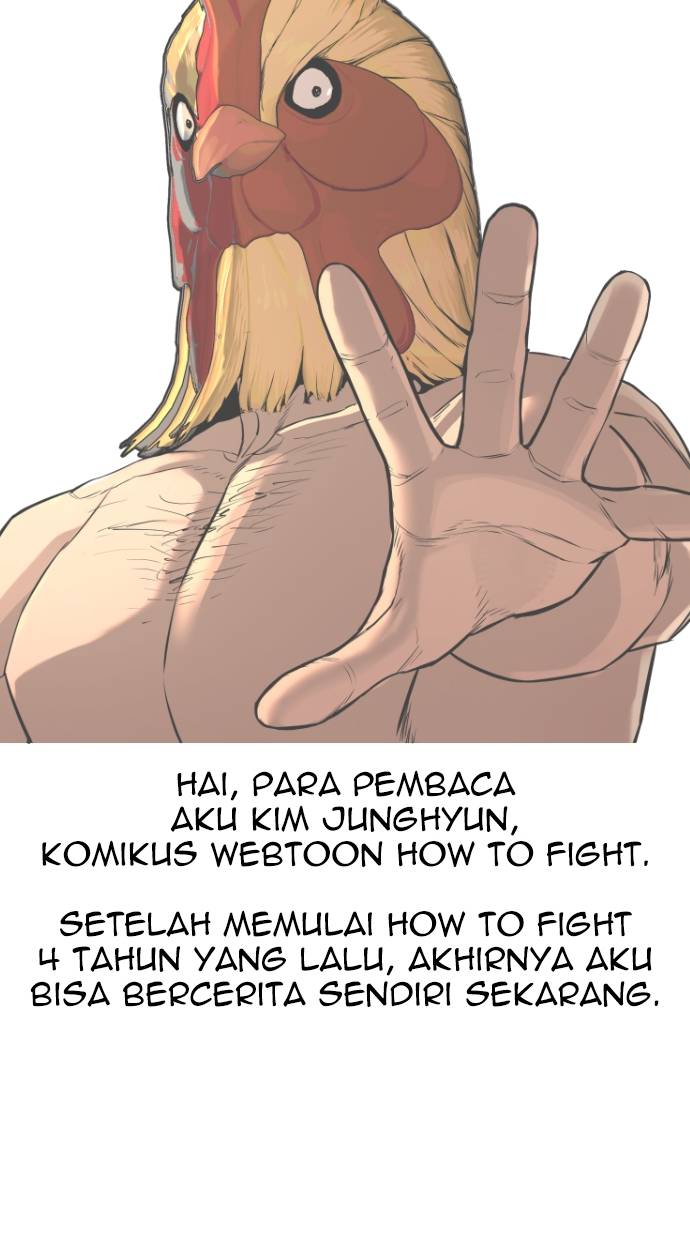 HAI, PARA PEMBACA
AKU KIM JUNGHYUN,
KOMIKUS WEBTOON HOW TO FIGHT.
SETELAH MEMULAI HOW TO FIGHT
4 TAHUN YANG LALU, AKHIRNYA AKU
BISA BERCERITA SENDIRI SEKARANG.